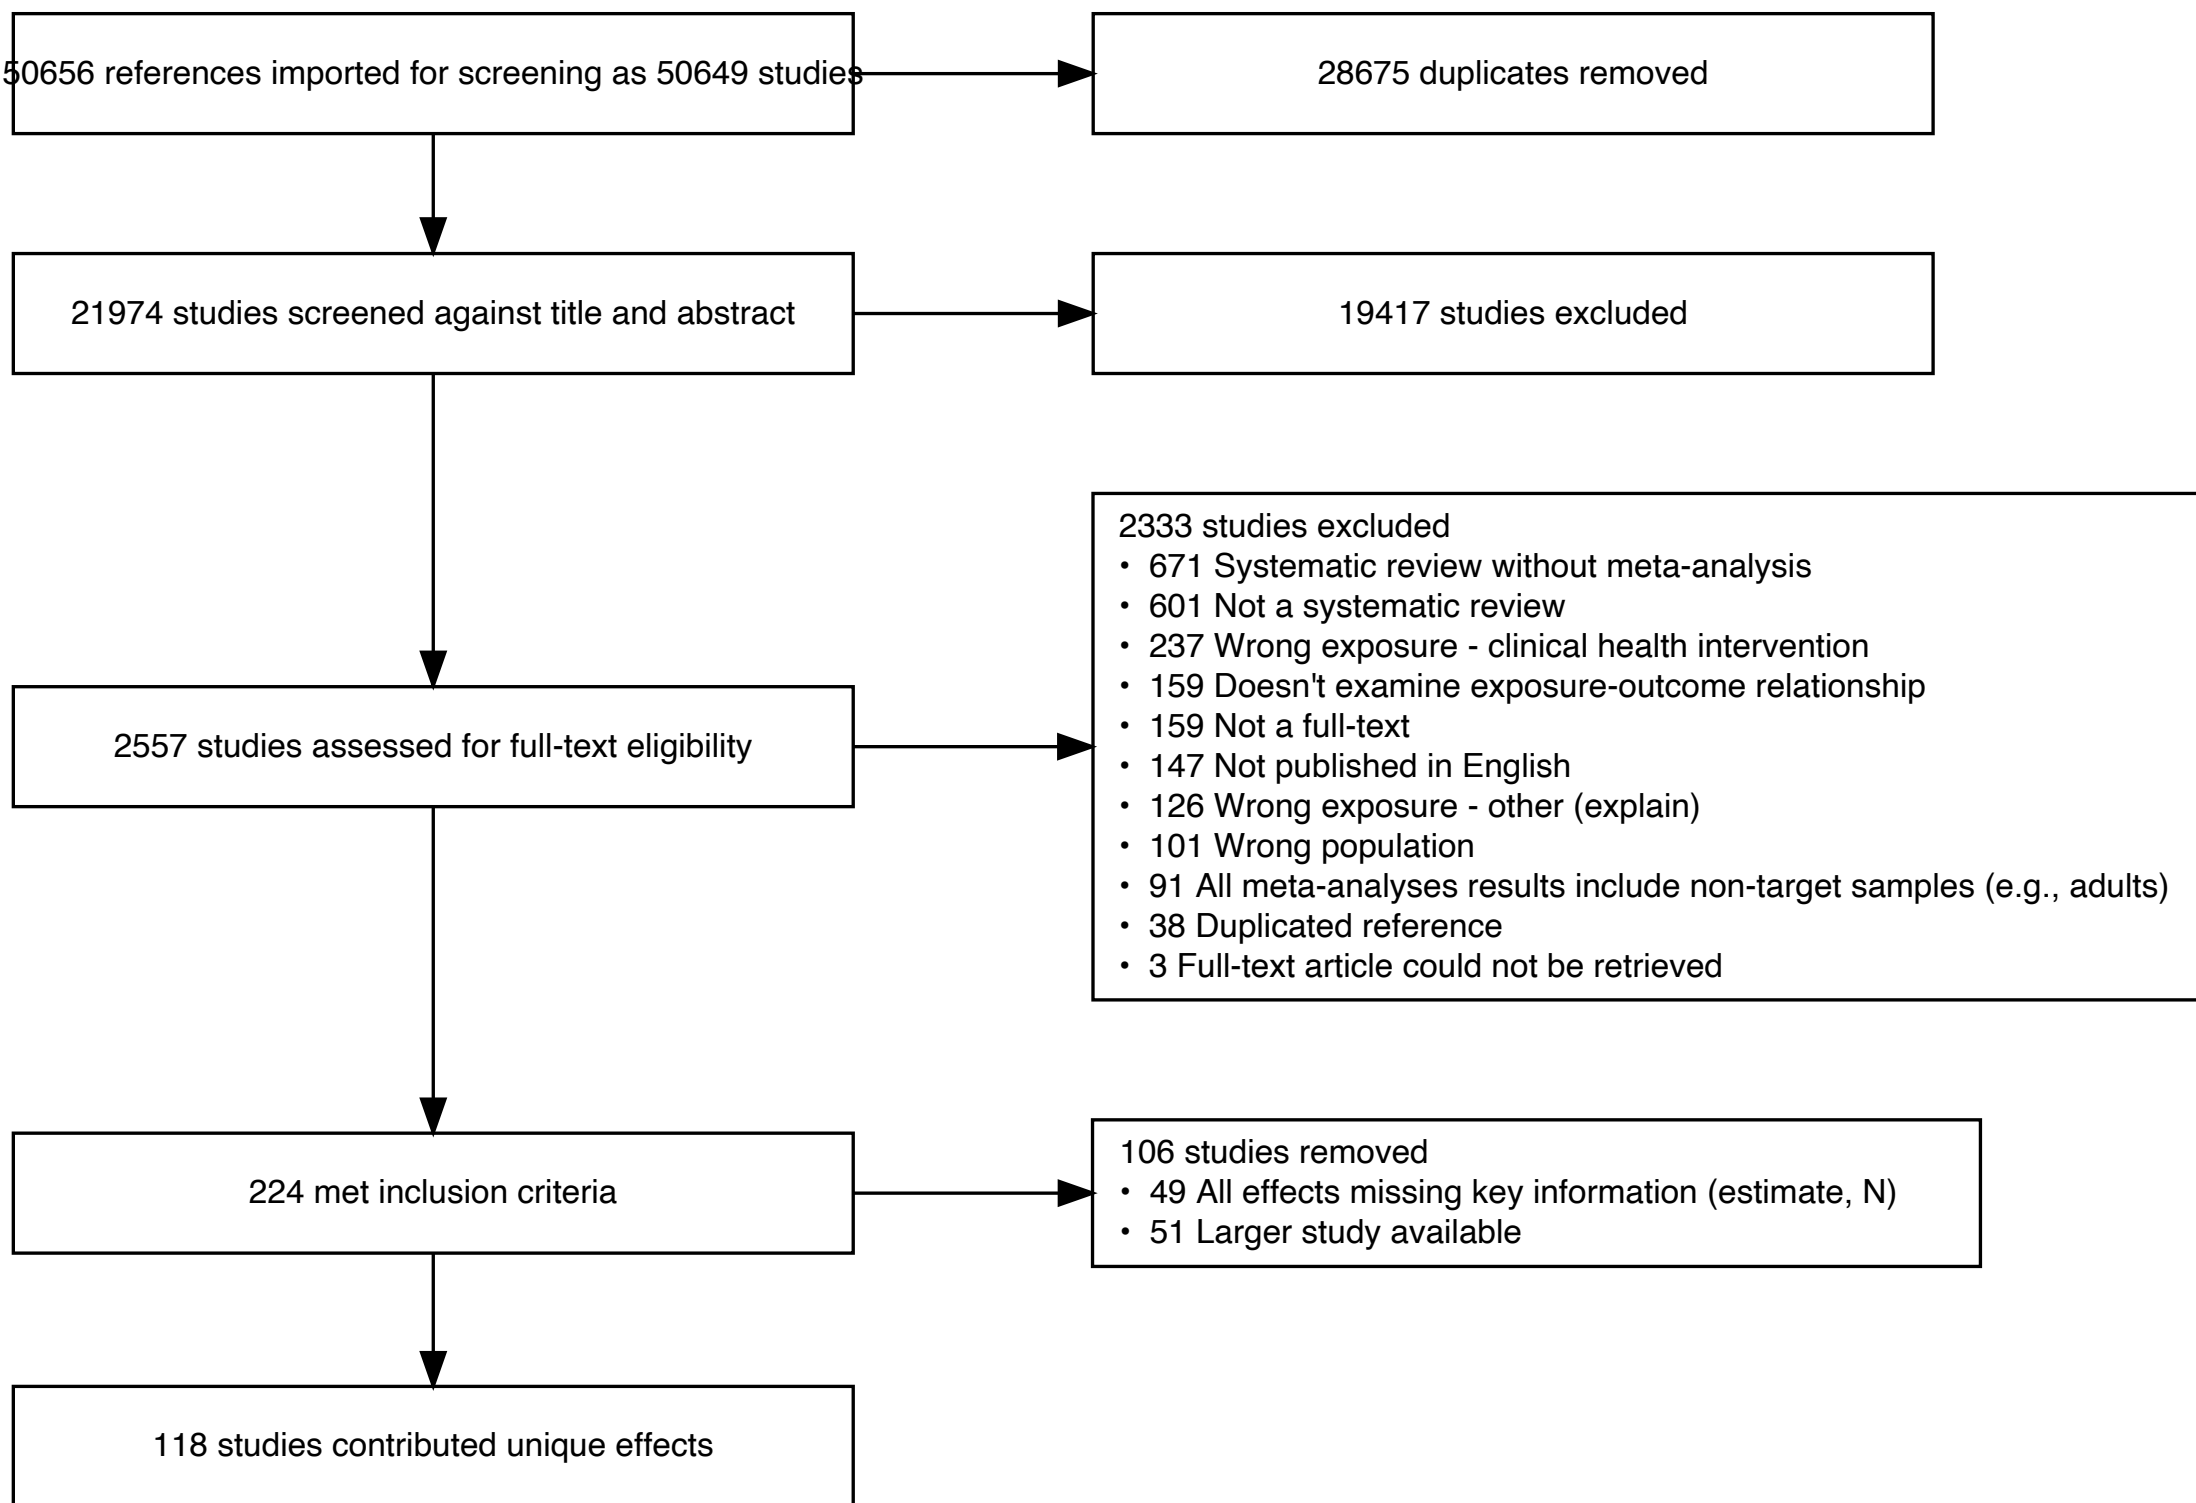 50656 references imported for screening as 50649 studies
28675 duplicates removed
21974 studies screened against title and abstract
19417 studies excluded
2557 studies assessed for full-text eligibility
2333 studies excluded
• 671 Systematic review without meta-analysis
• 601 Not a systematic review
• 237 Wrong exposure - clinical health intervention
• 159 Doesn't examine exposure-outcome relationship
• 159 Not a full-text
• 147 Not published in English
• 126 Wrong exposure - other (explain)
• 101 Wrong population
• 91 All meta-analyses results include non-target samples (e.g., adults)
• 38 Duplicated reference
• 3 Full-text article could not be retrieved
224 met inclusion criteria
106 studies removed
• 49 All effects missing key information (estimate, N)
• 51 Larger study available
118 studies contributed unique effects